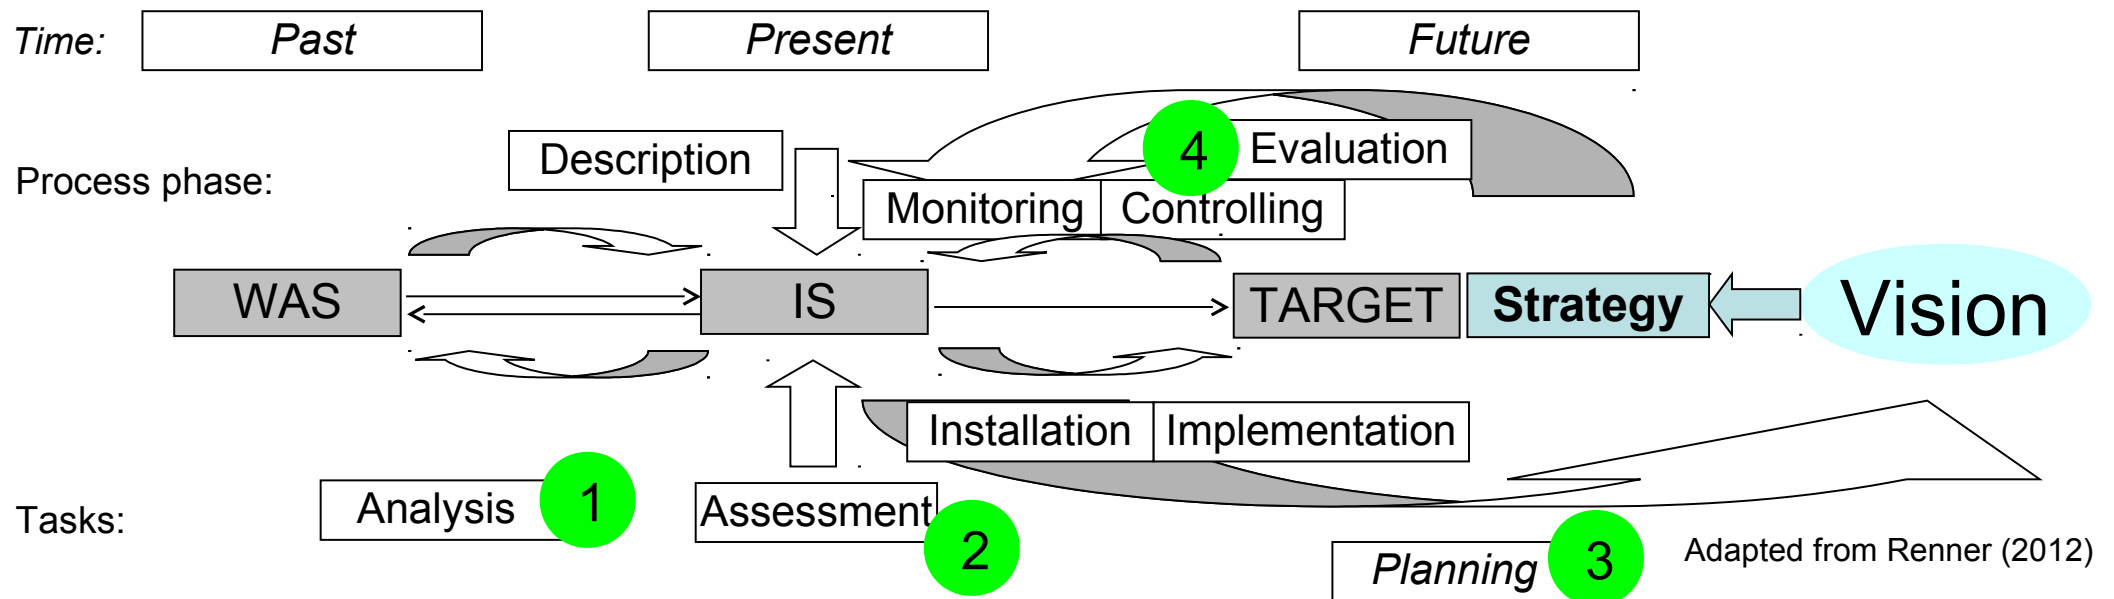 Time:
Past
Present
Future
Process phase:
Description
4
Evaluation
Monitoring
Controlling
WAS
IS
TARGET
Strategy
Vision
Installation
Implementation
Tasks:
Analysis
1
Assessment
2
Planning
3
Adapted from Renner (2012)